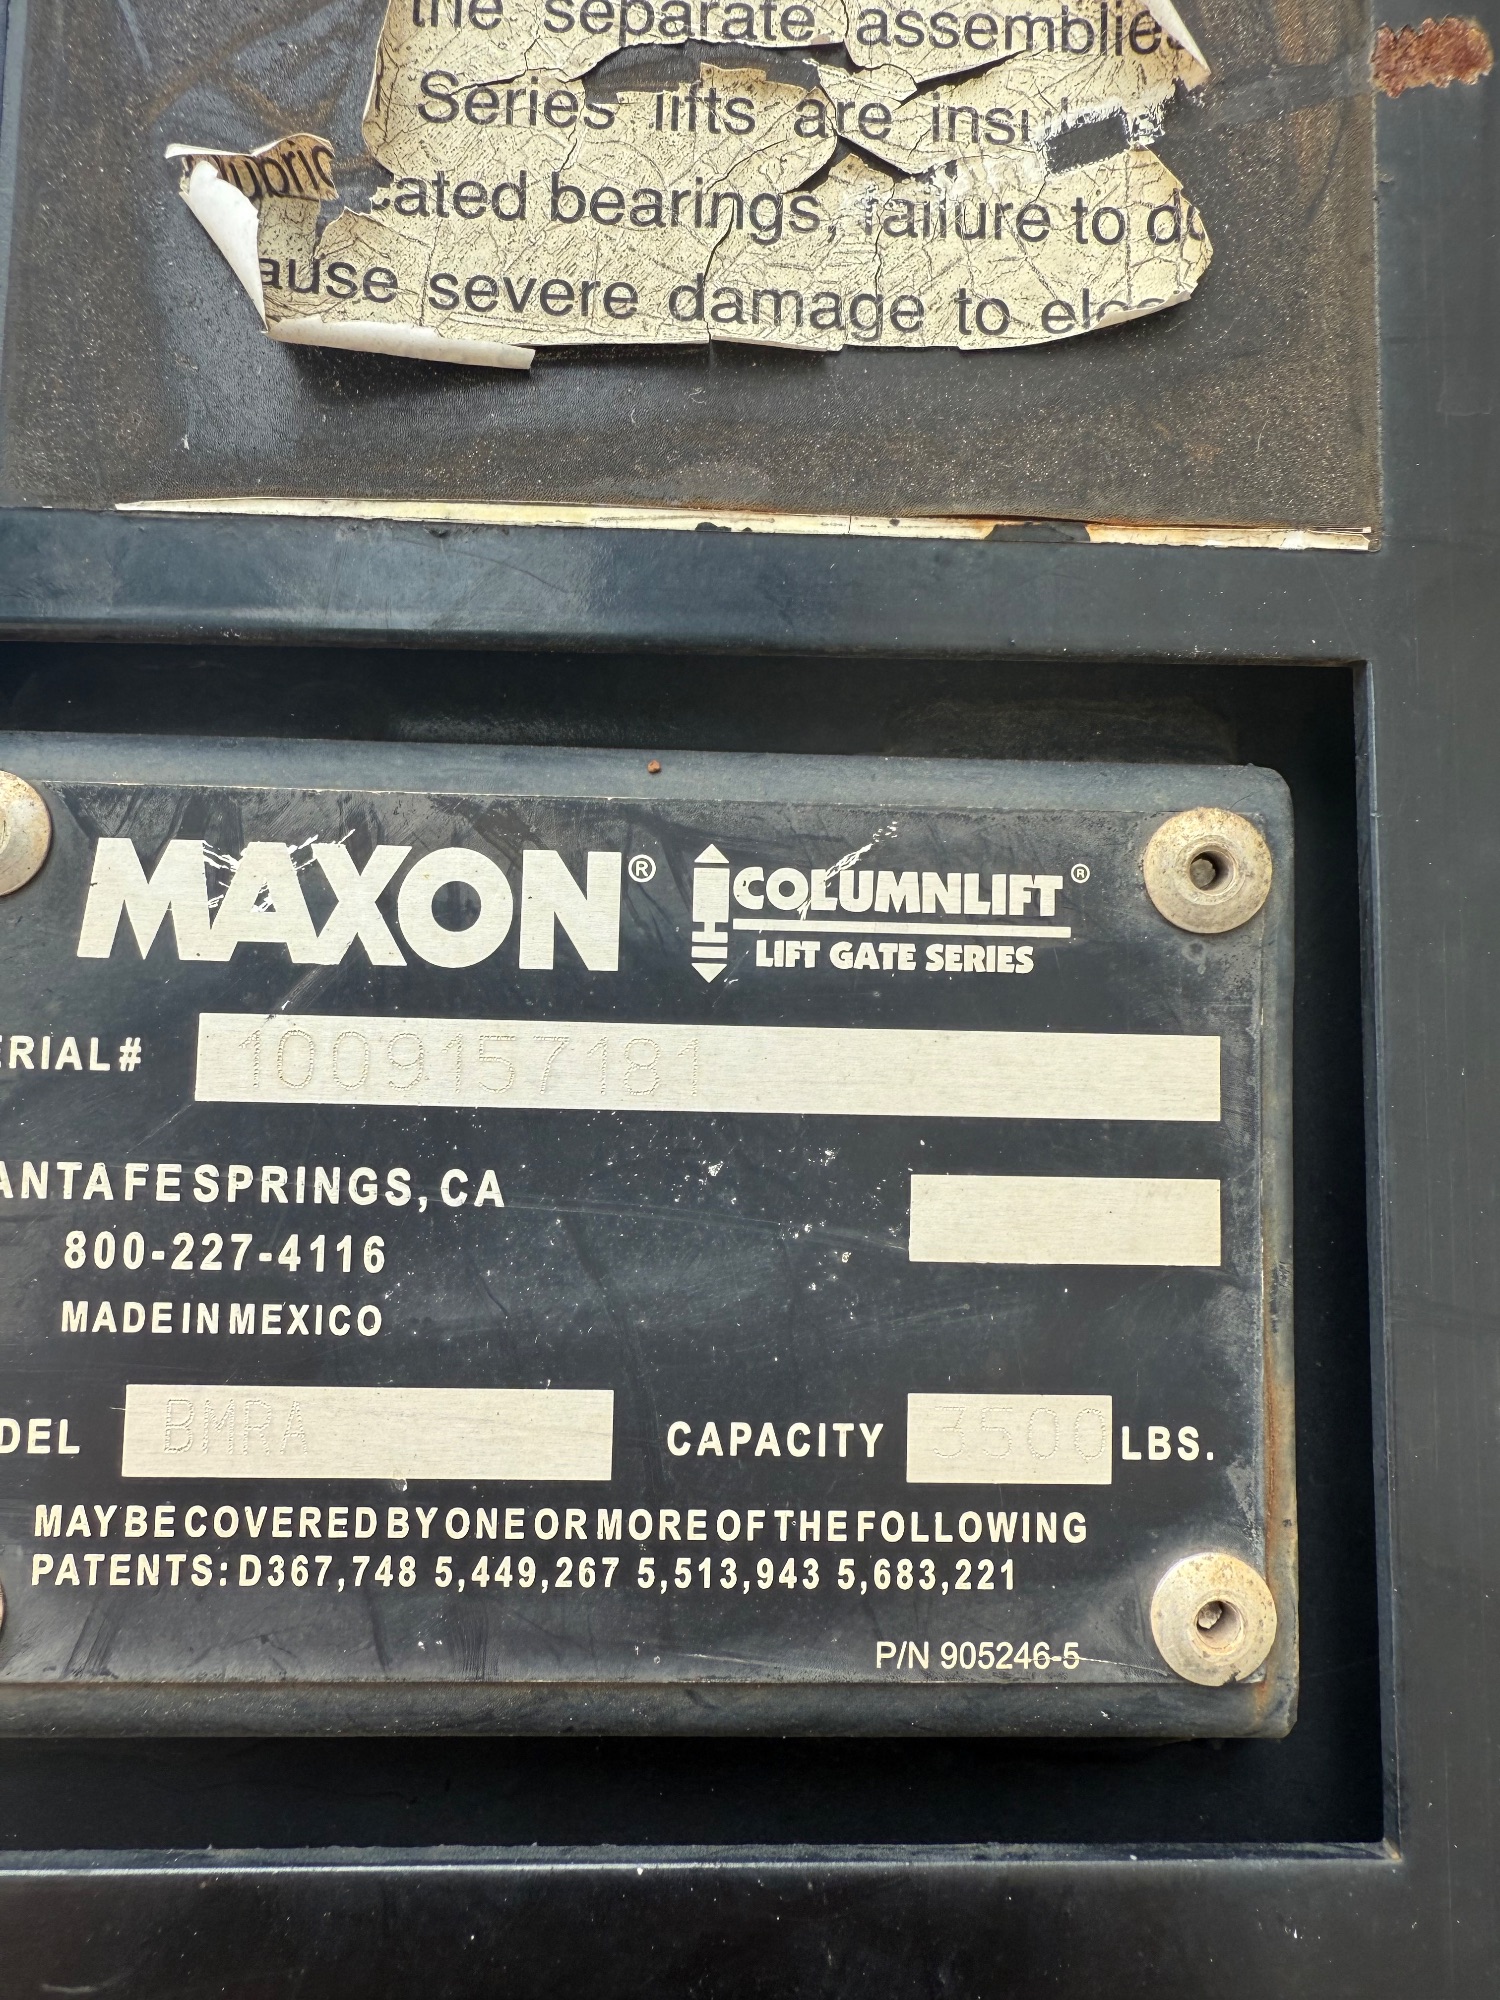 the separate assemblie
Series lifts are insu
lubric
cated bearings, failure to do
ause severe damage to elec
MAXON® COLUMNLIFT®
LIFT GATE SERIES
ERIAL# 1009157181
ANTA FE SPRINGS, CA
800-227-4116
MADE IN MEXICO
DEL BMRA CAPACITY 3500 LBS.
MAY BE COVERED BY ONE OR MORE OF THE FOLLOWING
PATENTS: D367,748 5,449,267 5,513,943 5,683,221
P/N 905246-5